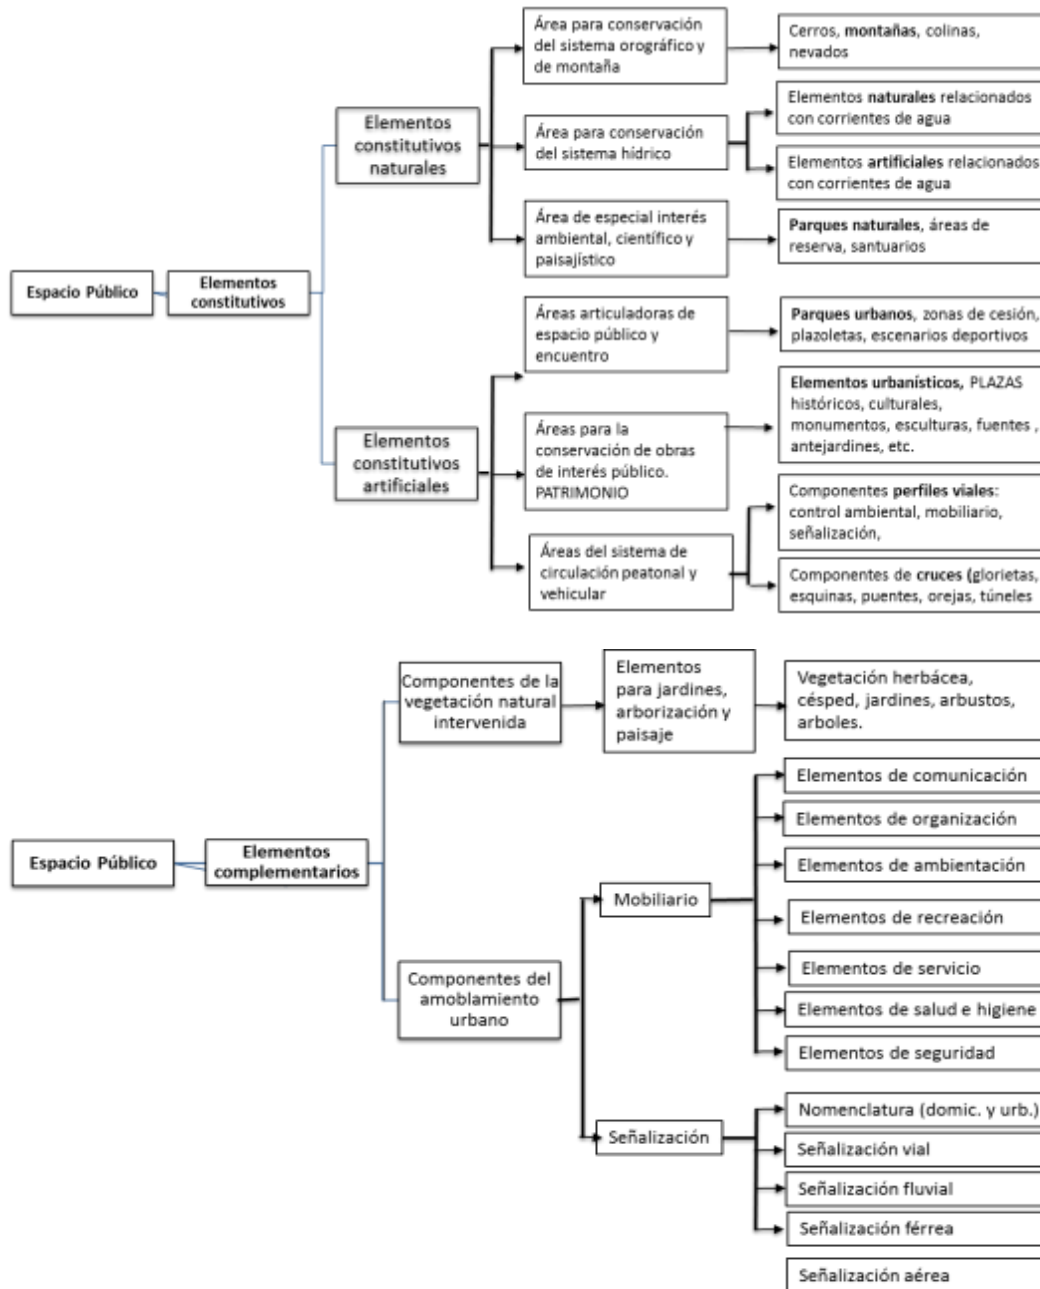 Espacio Público
Elementos
constitutivos
Elementos
constitutivos
naturales
Área para conservación
del sistema orográfico y
de montaña
Cerros, montañas, colinas,
nevados
Área para conservación
del sistema hídrico
Elementos naturales relacionados
con corrientes de agua
Elementos artificiales relacionados
con corrientes de agua
Área de especial interés
ambiental, científico y
paisajístico
Parques naturales, áreas de
reserva, santuarios
Elementos
constitutivos
artificiales
Áreas articuladoras de
espacio público y
encuentro
Parques urbanos, zonas de cesión,
plazoletas, escenarios deportivos
Áreas para la
conservación de obras
de interés público.
PATRIMONIO
Elementos urbanísticos, PLAZAS
históricos, culturales,
monumentos, esculturas, fuentes ,
antejardines, etc.
Áreas del sistema de
circulación peatonal y
vehicular
Componentes perfiles viales:
control ambiental, mobiliario,
señalización,
Componentes de cruces (glorietas,
esquinas, puentes, orejas, túneles
Espacio Público
Elementos
complementarios
Componentes de la
vegetación natural
intervenida
Elementos
para jardines,
arborización y
paisaje
Vegetación herbácea,
césped, jardines, arbustos,
arboles.
Componentes del
amoblamiento
urbano
Mobiliario
Elementos de comunicación
Elementos de organización
Elementos de ambientación
Elementos de recreación
Elementos de servicio
Elementos de salud e higiene
Elementos de seguridad
Señalización
Nomenclatura (domic. y urb.)
Señalización vial
Señalización fluvial
Señalización férrea
Señalización aérea